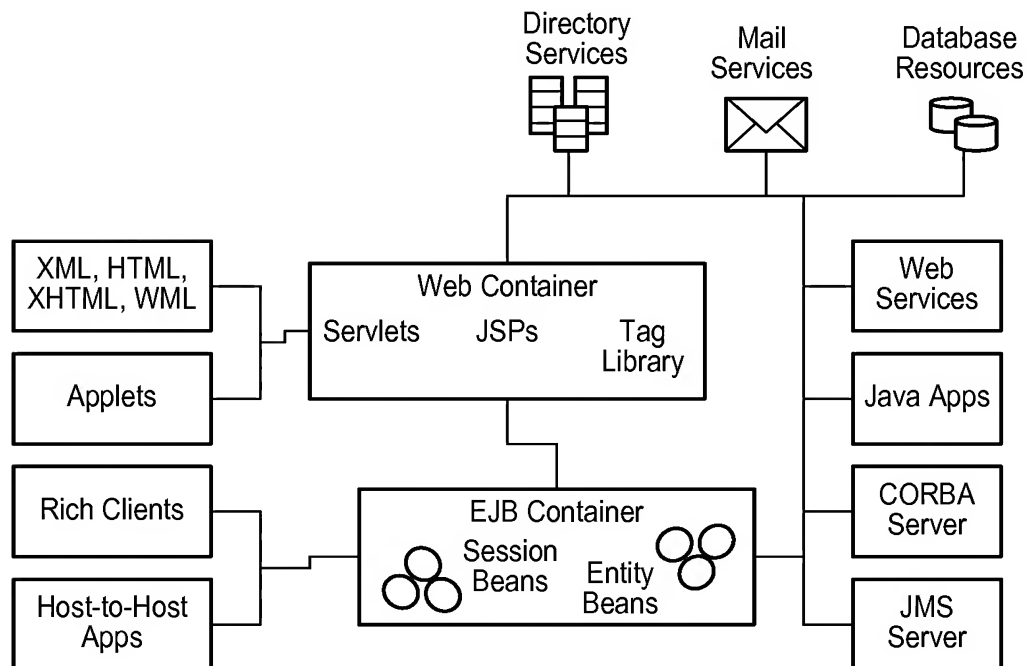 Directory
Services
Mail
Services
Database
Resources
XML, HTML,
XHTML, WML
Applets
Rich Clients
Host-to-Host
Apps
Web Container
Servlets JSPs Tag
Library
EJB Container
Session
Beans
Entity
Beans
Web
Services
Java Apps
CORBA
Server
JMS
Server